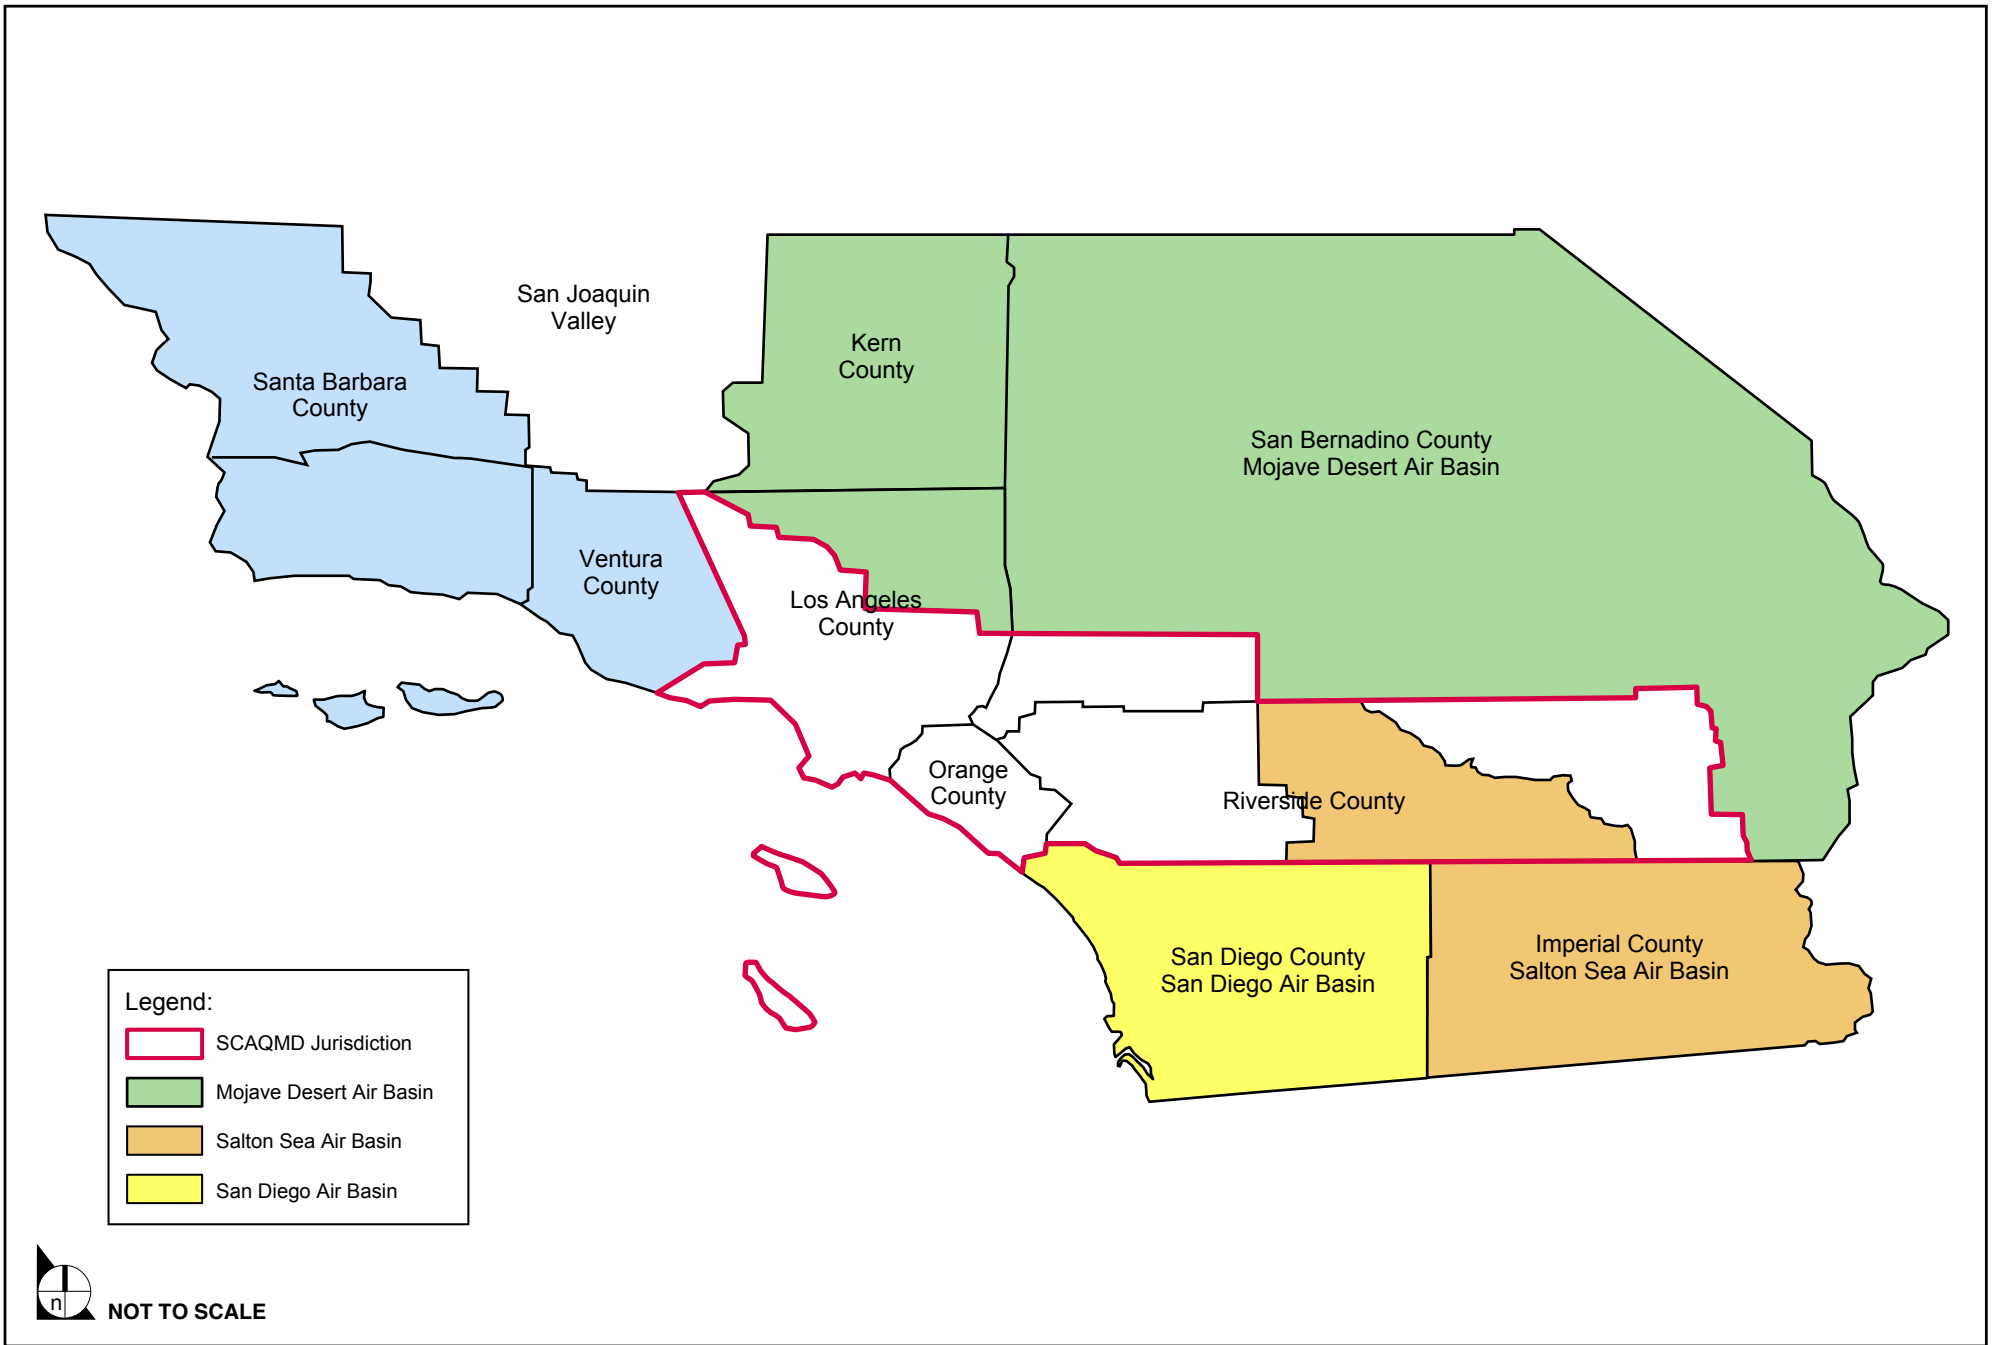 San Joaquin
Valley
Kern
County
Santa Barbara
County
San Bernadino County
Mojave Desert Air Basin
Ventura
County
Los Angeles
County
Orange
County
Riverside County
San Diego County
San Diego Air Basin
Imperial County
Salton Sea Air Basin
Legend:
SCAQMD Jurisdiction
Mojave Desert Air Basin
Salton Sea Air Basin
San Diego Air Basin
n
NOT TO SCALE